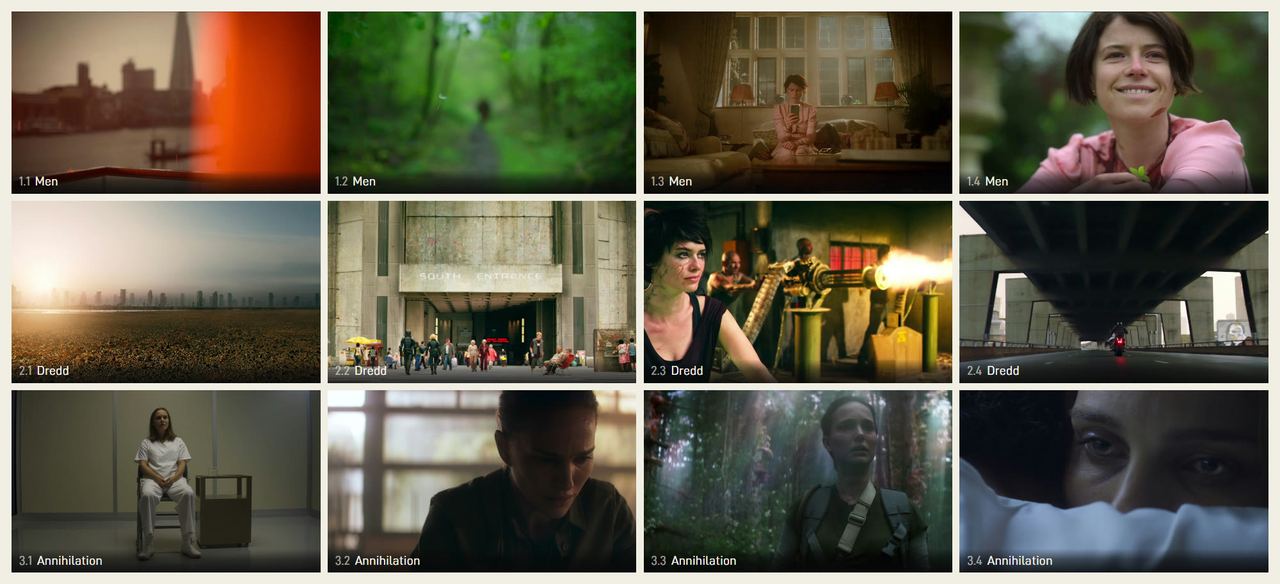 1.1 Men
1.2 Men
1.3 Men
1.4 Men
SOUTH ENTRANCE
2.1 Dredd
2.2 Dredd
2.3 Dredd
2.4 Dredd
3.1 Annihilation
3.2 Annihilation
3.3 Annihilation
3.4 Annihilation